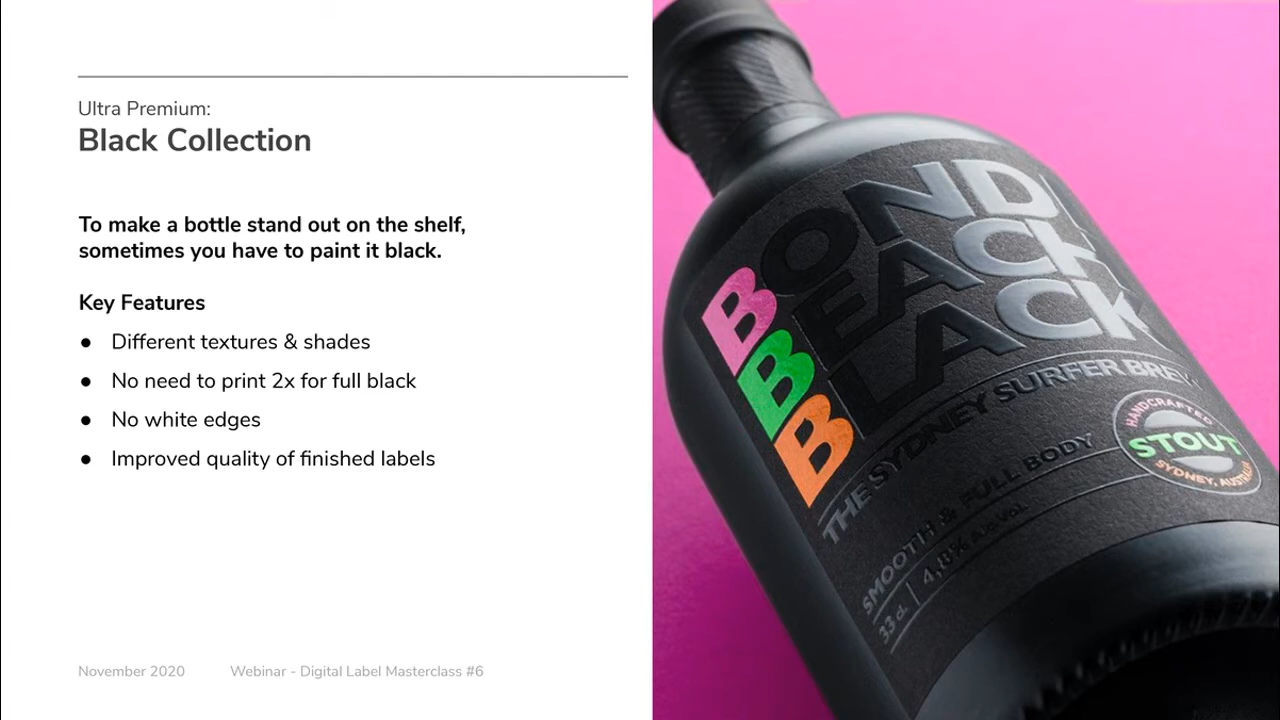 Ultra Premium:
Black Collection
To make a bottle stand out on the shelf,
sometimes you have to paint it black.
Key Features
● Different textures & shades
● No need to print 2x for full black
● No white edges
● Improved quality of finished labels
November 2020 Webinar - Digital Label Masterclass #6
BONDI
BEACH
BLACK
THE SYDNEY SURFER BREW
SMOOTH & FULL BODY
33 cl. | 4,8% Alc.Vol.
HANDCRAFTED
STOUT
SYDNEY, AUSTRALIA